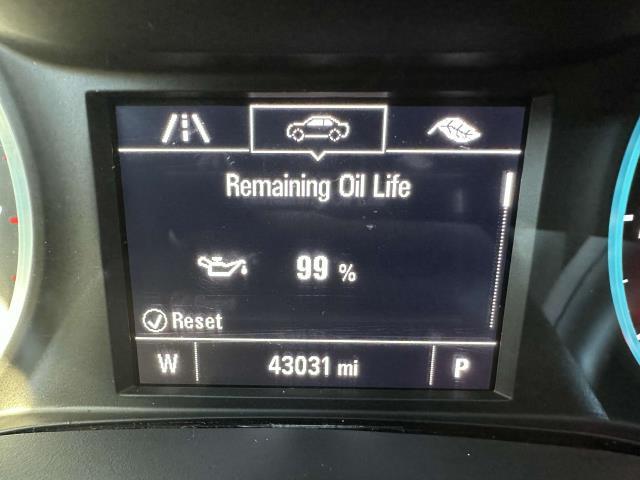 Remaining Oil Life
99 %
Reset
W 43031 mi P